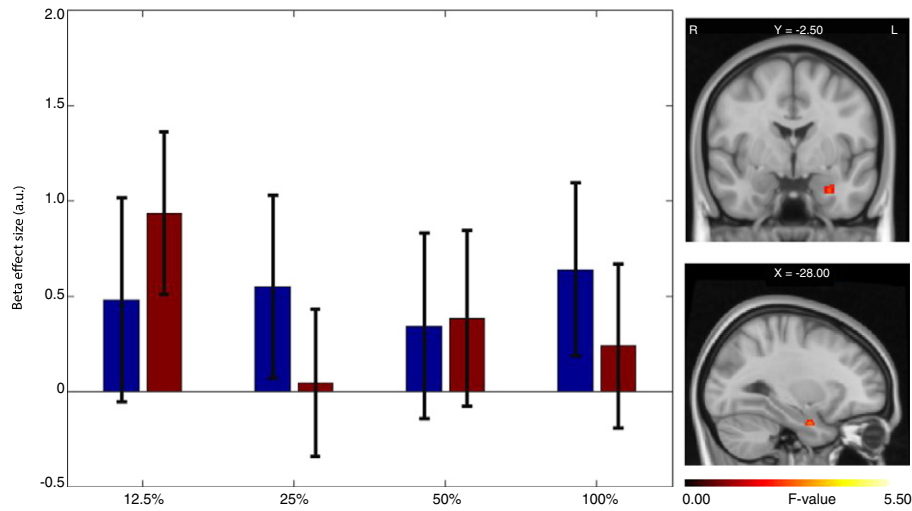 2.0
1.5
1.0
0.5
0
-0.5
Beta effect size (a.u.)
12.5% 25% 50% 100%
R Y = -2.50 L
X = -28.00
0.00 F-value 5.50